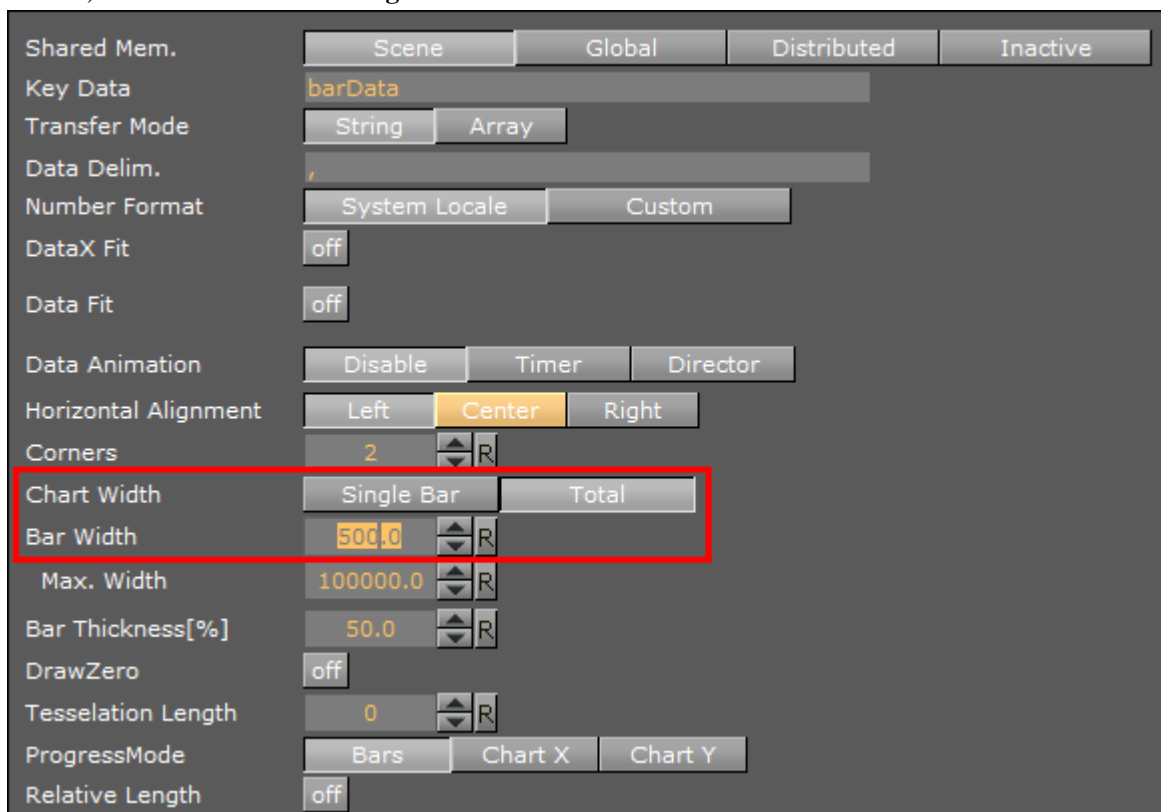 Shared Mem. Scene Global Distributed Inactive
Key Data barData
Transfer Mode String Array
Data Delim. ,
Number Format System Locale Custom
DataX Fit off
Data Fit off
Data Animation Disable Timer Director
Horizontal Alignment Left Center Right
Corners 2 R
Chart Width Single Bar Total
Bar Width 500.0 R
Max. Width 100000.0 R
Bar Thickness[%] 50.0 R
DrawZero off
Tesselation Length 0 R
ProgressMode Bars Chart X Chart Y
Relative Length off